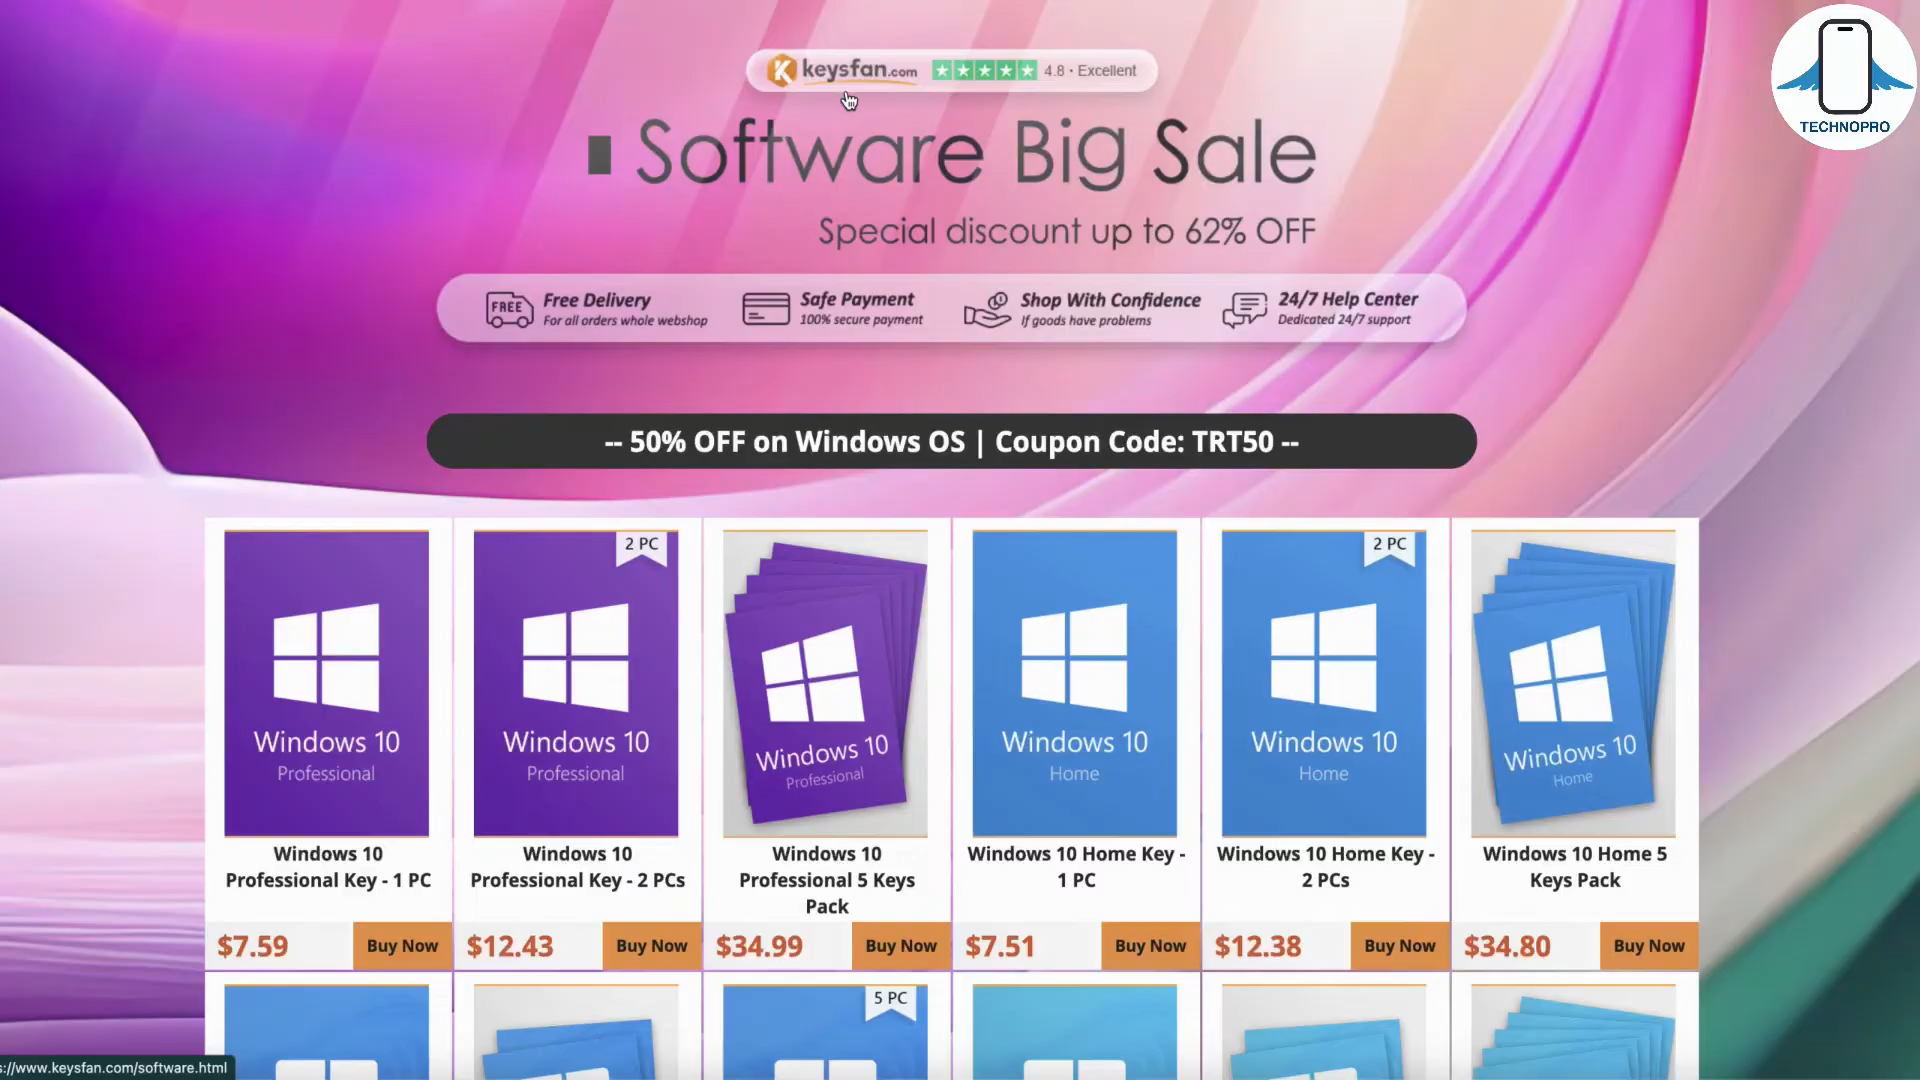 keysfan.com 4.8 · Excellent
TECHNOPRO
Software Big Sale
Special discount up to 62% OFF
FREE
Free Delivery
For all orders whole webshop
Safe Payment
100% secure payment
Shop With Confidence
If goods have problems
24/7 Help Center
Dedicated 24/7 support
-- 50% OFF on Windows OS | Coupon Code: TRT50 --
Windows 10
Professional
2 PC
Windows 10
Professional
Windows 10
Professional
Windows 10
Home
2 PC
Windows 10
Home
Windows 10
Home
Windows 10
Professional Key - 1 PC
Windows 10
Professional Key - 2 PCs
Windows 10
Professional 5 Keys
Pack
Windows 10 Home Key -
1 PC
Windows 10 Home Key -
2 PCs
Windows 10 Home 5
Keys Pack
$7.59 Buy Now
$12.43 Buy Now
$34.99 Buy Now
$7.51 Buy Now
$12.38 Buy Now
$34.80 Buy Now
5 PC
s://www.keysfan.com/software.html